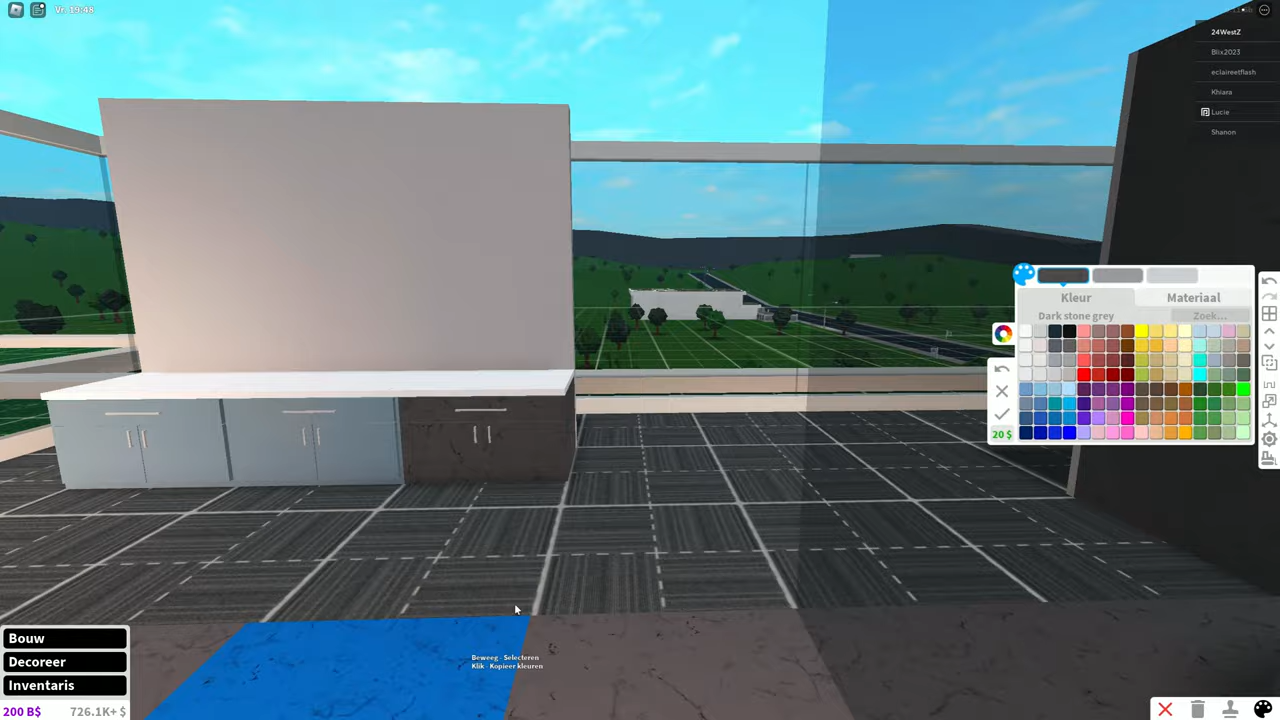 Vr. 19:48
24WestZ
Blix2023
eclaireetflash
Khiara
Lucie
Shanon
Kleur
Materiaal
Dark stone grey
Zoek...
20 $
Beweeg - Selecteren
Klik - Kopieer kleuren
Bouw
Decoreer
Inventaris
200 B$
726.1K+ $